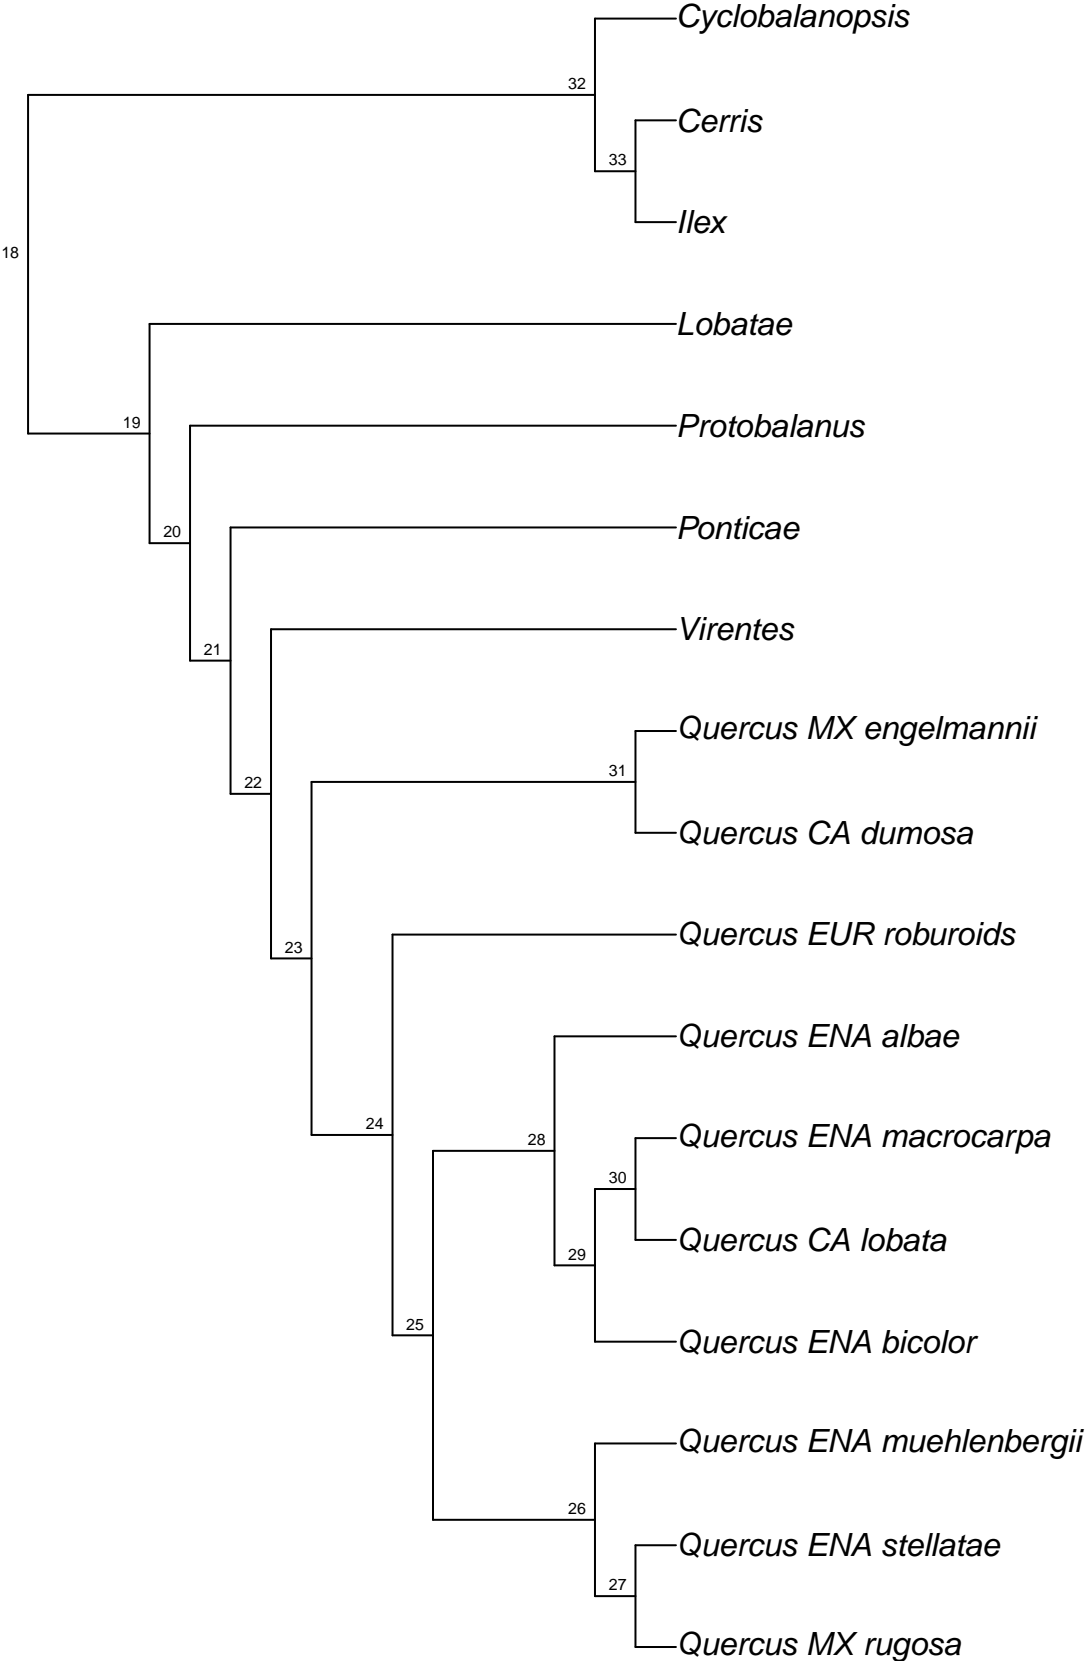 Cyclobalanopsis
32
Cerris
33
Ilex
18
Lobatae
19
Protobalanus
20
Ponticae
21
Virentes
22
Quercus MX engelmannii
31
Quercus CA dumosa
23
Quercus EUR roburoids
24
Quercus ENA albae
28
Quercus ENA macrocarpa
30
Quercus CA lobata
29
25
Quercus ENA bicolor
Quercus ENA muehlenbergii
26
Quercus ENA stellatae
27
Quercus MX rugosa